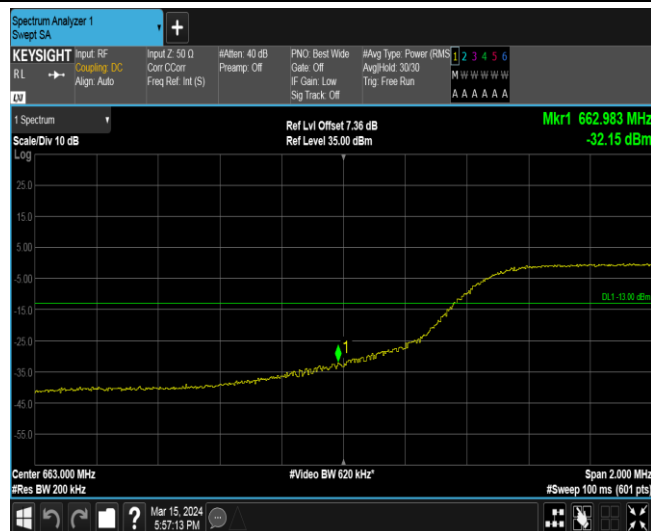 Spectrum Analyzer 1
Swept SA
KEYSIGHT
RL
LXI
Input: RF
Coupling: DC
Align: Auto
Input Z: 50 Ω
Corr CCorr
Freq Ref: Int (S)
#Atten: 40 dB
Preamp: Off
PNO: Best Wide
Gate: Off
IF Gain: Low
Sig Track: Off
#Avg Type: Power (RMS
Avg|Hold: 30/30
Trig: Free Run
1 2 3 4 5 6
M W W W W W
A A A A A A
1 Spectrum
Scale/Div 10 dB
Log
Ref Lvl Offset 7.36 dB
Ref Level 35.00 dBm
Mkr1 662.983 MHz
-32.15 dBm
25.0
15.0
5.00
-5.00
DL1 -13.00 dBm
-15.0
-25.0
1
-35.0
-45.0
-55.0
Center 663.000 MHz
#Res BW 200 kHz
#Video BW 620 kHz*
Span 2.000 MHz
#Sweep 100 ms (601 pts)
?
Mar 15, 2024
5:57:13 PM